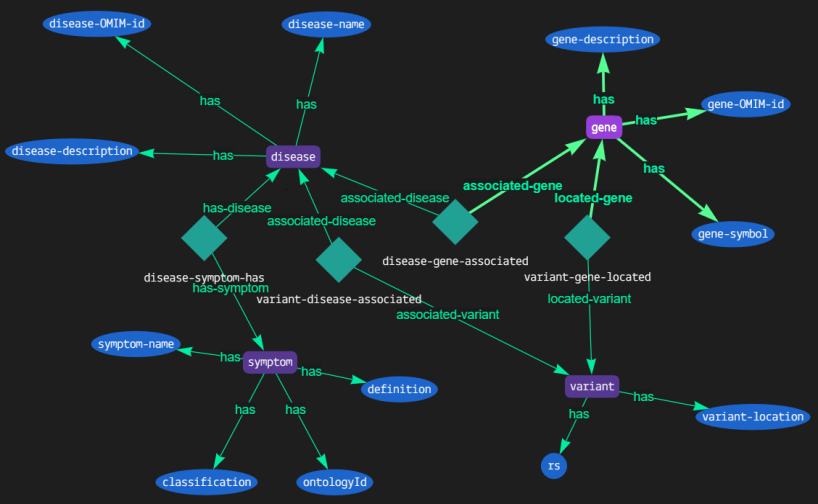 disease-OMIM-id
disease-name
gene-description
has
has
has
gene-OMIM-id
gene
has
disease-description
has
disease
has
associated-gene
associated-disease
located-gene
has-disease
associated-disease
gene-symbol
disease-gene-associated
disease-symptom-has
variant-gene-located
has-symptom
variant-disease-associated
located-variant
associated-variant
symptom-name
has
symptom
has
definition
variant
has
has
has
has
variant-location
rs
classification
ontologyId